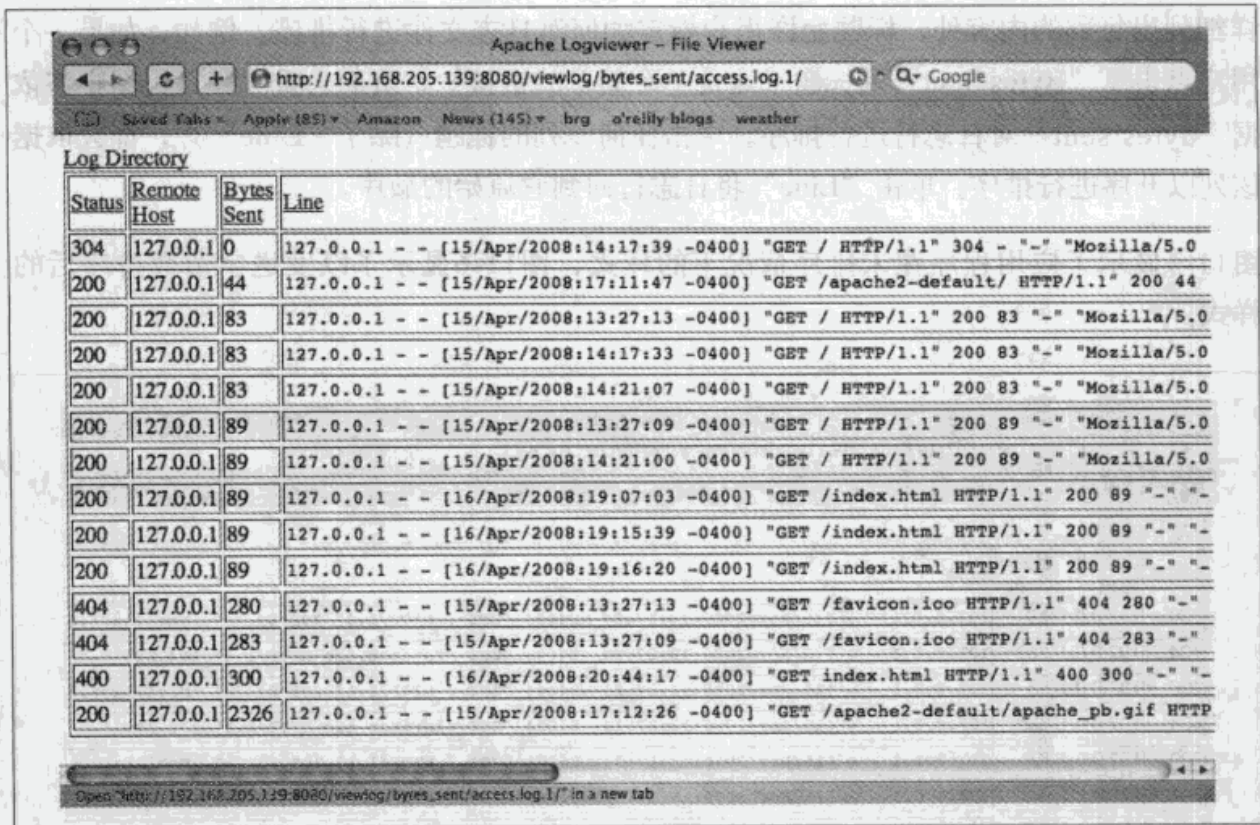 Apache Logviewer – File Viewer
http://192.168.205.139:8080/viewlog/bytes_sent/access.log.1/ Google
Saved Tabs Apple (85) Amazon News (145) brg o'reilly blogs weather
Log Directory
Status Remote Host Bytes Sent Line
304 127.0.0.1 0 127.0.0.1 - - [15/Apr/2008:14:17:39 -0400] "GET / HTTP/1.1" 304 - "-" "Mozilla/5.0
200 127.0.0.1 44 127.0.0.1 - - [15/Apr/2008:17:11:47 -0400] "GET /apache2-default/ HTTP/1.1" 200 44
200 127.0.0.1 83 127.0.0.1 - - [15/Apr/2008:13:27:13 -0400] "GET / HTTP/1.1" 200 83 "-" "Mozilla/5.0
200 127.0.0.1 83 127.0.0.1 - - [15/Apr/2008:14:17:33 -0400] "GET / HTTP/1.1" 200 83 "-" "Mozilla/5.0
200 127.0.0.1 83 127.0.0.1 - - [15/Apr/2008:14:21:07 -0400] "GET / HTTP/1.1" 200 83 "-" "Mozilla/5.0
200 127.0.0.1 89 127.0.0.1 - - [15/Apr/2008:13:27:09 -0400] "GET / HTTP/1.1" 200 89 "-" "Mozilla/5.0
200 127.0.0.1 89 127.0.0.1 - - [15/Apr/2008:14:21:00 -0400] "GET / HTTP/1.1" 200 89 "-" "Mozilla/5.0
200 127.0.0.1 89 127.0.0.1 - - [16/Apr/2008:19:07:03 -0400] "GET /index.html HTTP/1.1" 200 89 "-" "-
200 127.0.0.1 89 127.0.0.1 - - [16/Apr/2008:19:15:39 -0400] "GET /index.html HTTP/1.1" 200 89 "-" "-
200 127.0.0.1 89 127.0.0.1 - - [16/Apr/2008:19:16:20 -0400] "GET /index.html HTTP/1.1" 200 89 "-" "-
404 127.0.0.1 280 127.0.0.1 - - [15/Apr/2008:13:27:13 -0400] "GET /favicon.ico HTTP/1.1" 404 280 "-"
404 127.0.0.1 283 127.0.0.1 - - [15/Apr/2008:13:27:09 -0400] "GET /favicon.ico HTTP/1.1" 404 283 "-"
400 127.0.0.1 300 127.0.0.1 - - [16/Apr/2008:20:44:17 -0400] "GET index.html HTTP/1.1" 400 300 "-" "-
200 127.0.0.1 2326 127.0.0.1 - - [15/Apr/2008:17:12:26 -0400] "GET /apache2-default/apache_pb.gif HTTP
Open "http://192.168.205.139:8080/viewlog/bytes_sent/access.log.1/" in a new tab